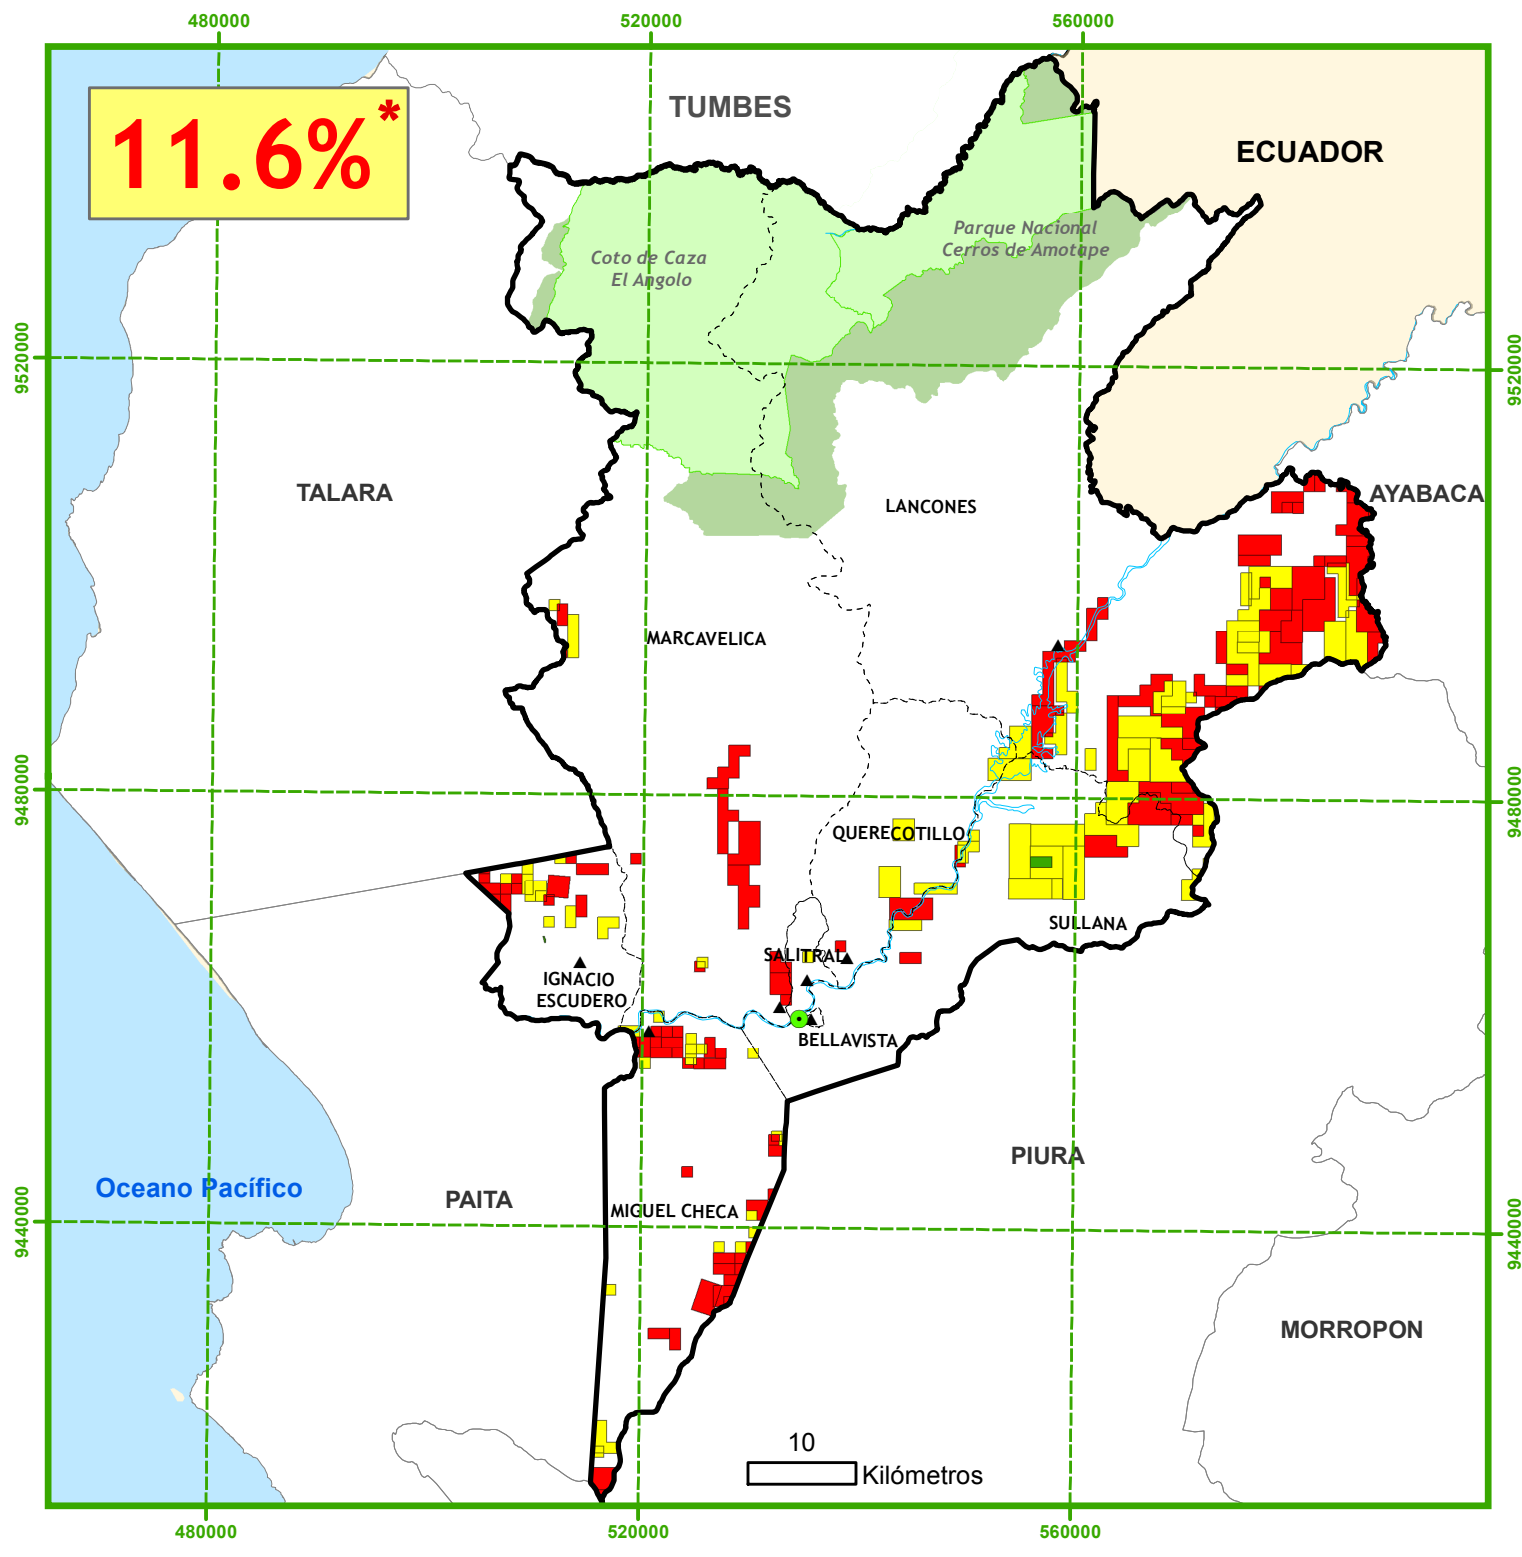 480000
520000
560000
11.6%*
TUMBES
ECUADOR
Parque Nacional
Cerros de Amotape
Coto de Caza
El Angolo
9520000
9520000
TALARA
AYABACA
LANCONES
MARCAVELICA
9480000
9480000
QUERECOTILLO
SULLANA
SALITRAL
IGNACIO
ESCUDERO
BELLAVISTA
PIURA
Oceano Pacífico
PAITA
MIGUEL CHECA
9440000
9440000
MORROPON
10
Kilómetros
480000
520000
560000